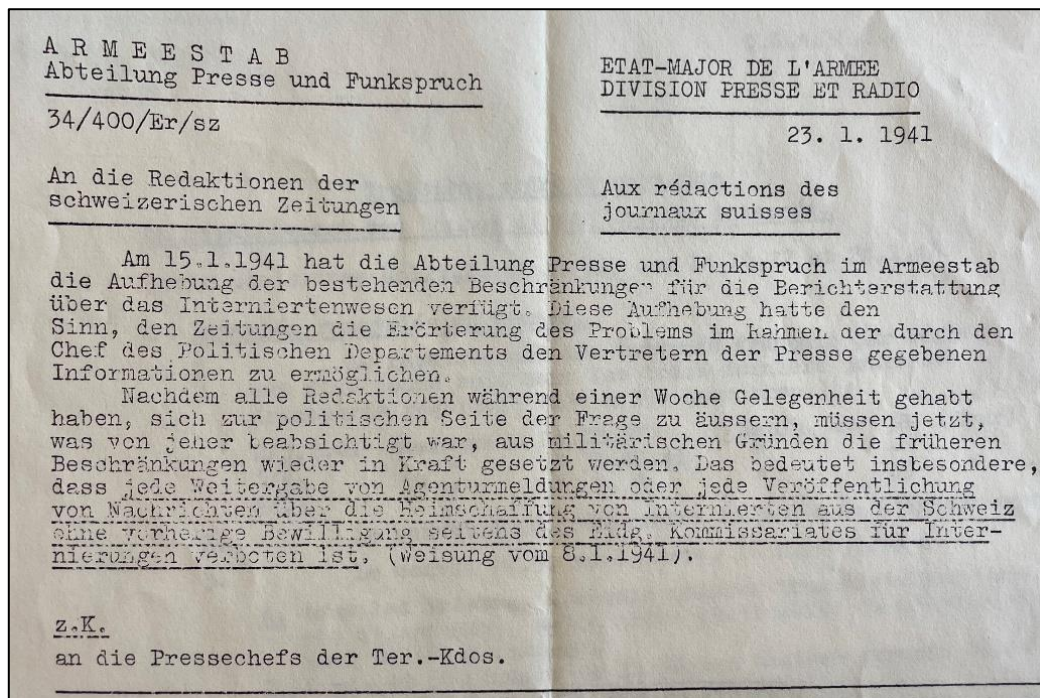 A R M E E S T A B
Abteilung Presse und Funkspruch
34/400/Er/sz
ETAT-MAJOR DE L'ARMEE
DIVISION PRESSE ET RADIO
23. 1. 1941
An die Redaktionen der
schweizerischen Zeitungen
Aux rédactions des
journaux suisses
Am 15.1.1941 hat die Abteilung Presse und Funkspruch im Armeestab
die Aufhebung der bestehenden Beschränkungen für die Berichterstattung
über das Interniertenwesen verfügt. Diese Aufhebung hatte den
Sinn, den Zeitungen die Erörterung des Problems im Rahmen der durch den
Chef des Politischen Departements den Vertretern der Presse gegebenen
Informationen zu ermöglichen.
Nachdem alle Redaktionen während einer Woche Gelegenheit gehabt
haben, sich zur politischen Seite der Frage zu äussern, müssen jetzt,
was von jeher beabsichtigt war, aus militärischen Gründen die früheren
Beschränkungen wieder in Kraft gesetzt werden. Das bedeutet insbesondere,
dass jede Weitergabe von Agenturmeldungen oder jede Veröffentlichung
von Nachrichten über die Heimschaffung von Internierten aus der Schweiz
ohne vorherige Bewilligung seitens des Eidg. Kommissariates für Inter-
nierungen verboten ist. (Weisung vom 8.1.1941).
z.K.
an die Pressechefs der Ter.-Kdos.